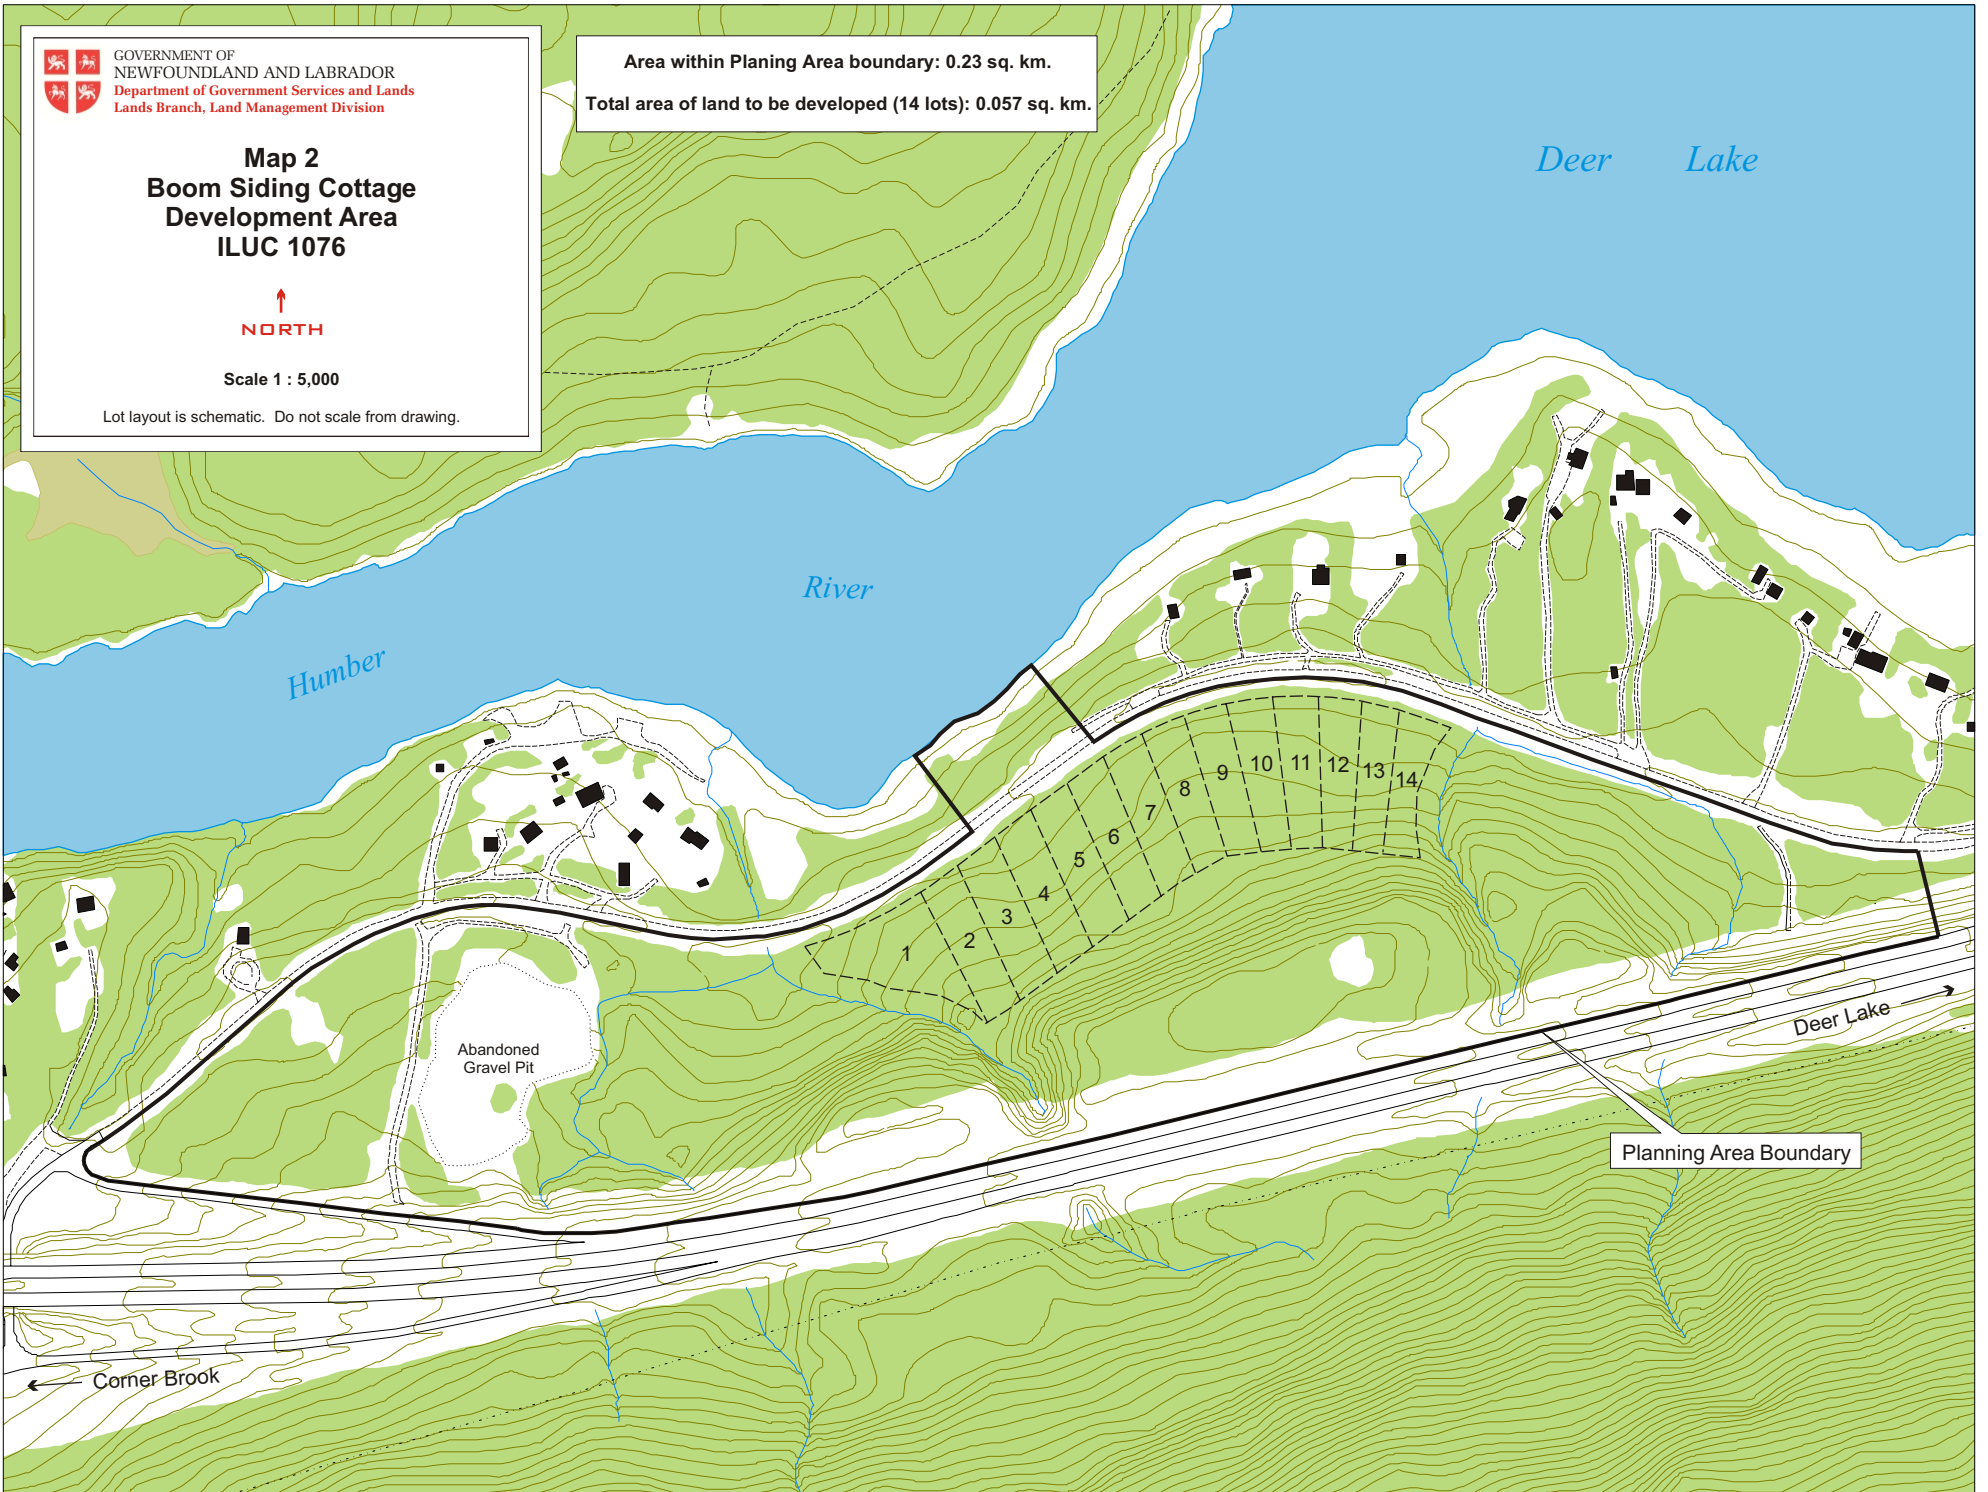 GOVERNMENT OF
NEWFOUNDLAND AND LABRADOR
Department of Government Services and Lands
Lands Branch, Land Management Division
Map 2
Boom Siding Cottage
Development Area
ILUC 1076
NORTH
Scale 1 : 5,000
Lot layout is schematic. Do not scale from drawing.
Area within Planing Area boundary: 0.23 sq. km.
Total area of land to be developed (14 lots): 0.057 sq. km.
Deer Lake
River
Humber
1
2
3
4
5
6
7
8
9
10
11
12
13
14
Abandoned
Gravel Pit
Deer Lake
Planning Area Boundary
Corner Brook